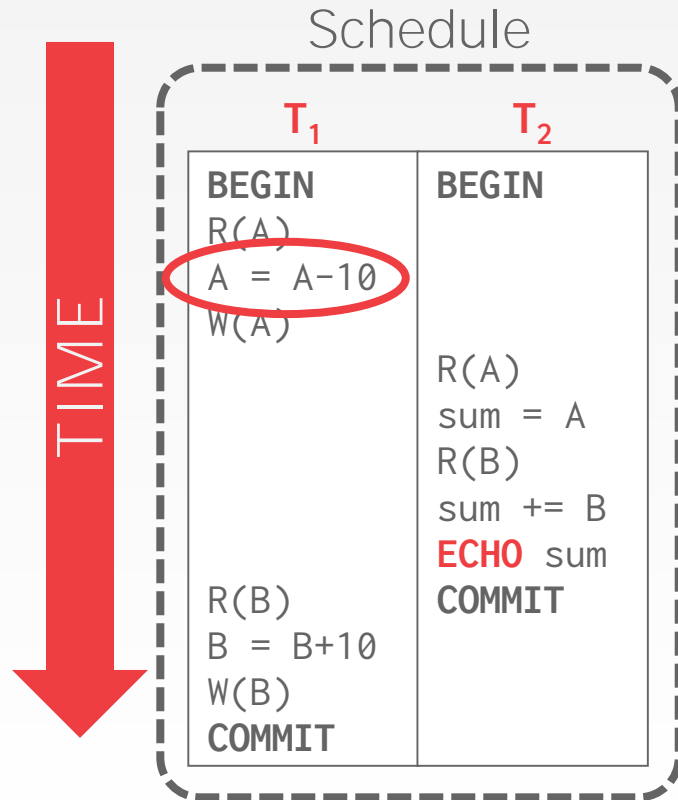 Schedule
TIME
T₁ T₂
BEGIN BEGIN
R(A)
A = A-10
W(A)
R(A)
sum = A
R(B)
sum += B
ECHO sum
R(B) COMMIT
B = B+10
W(B)
COMMIT